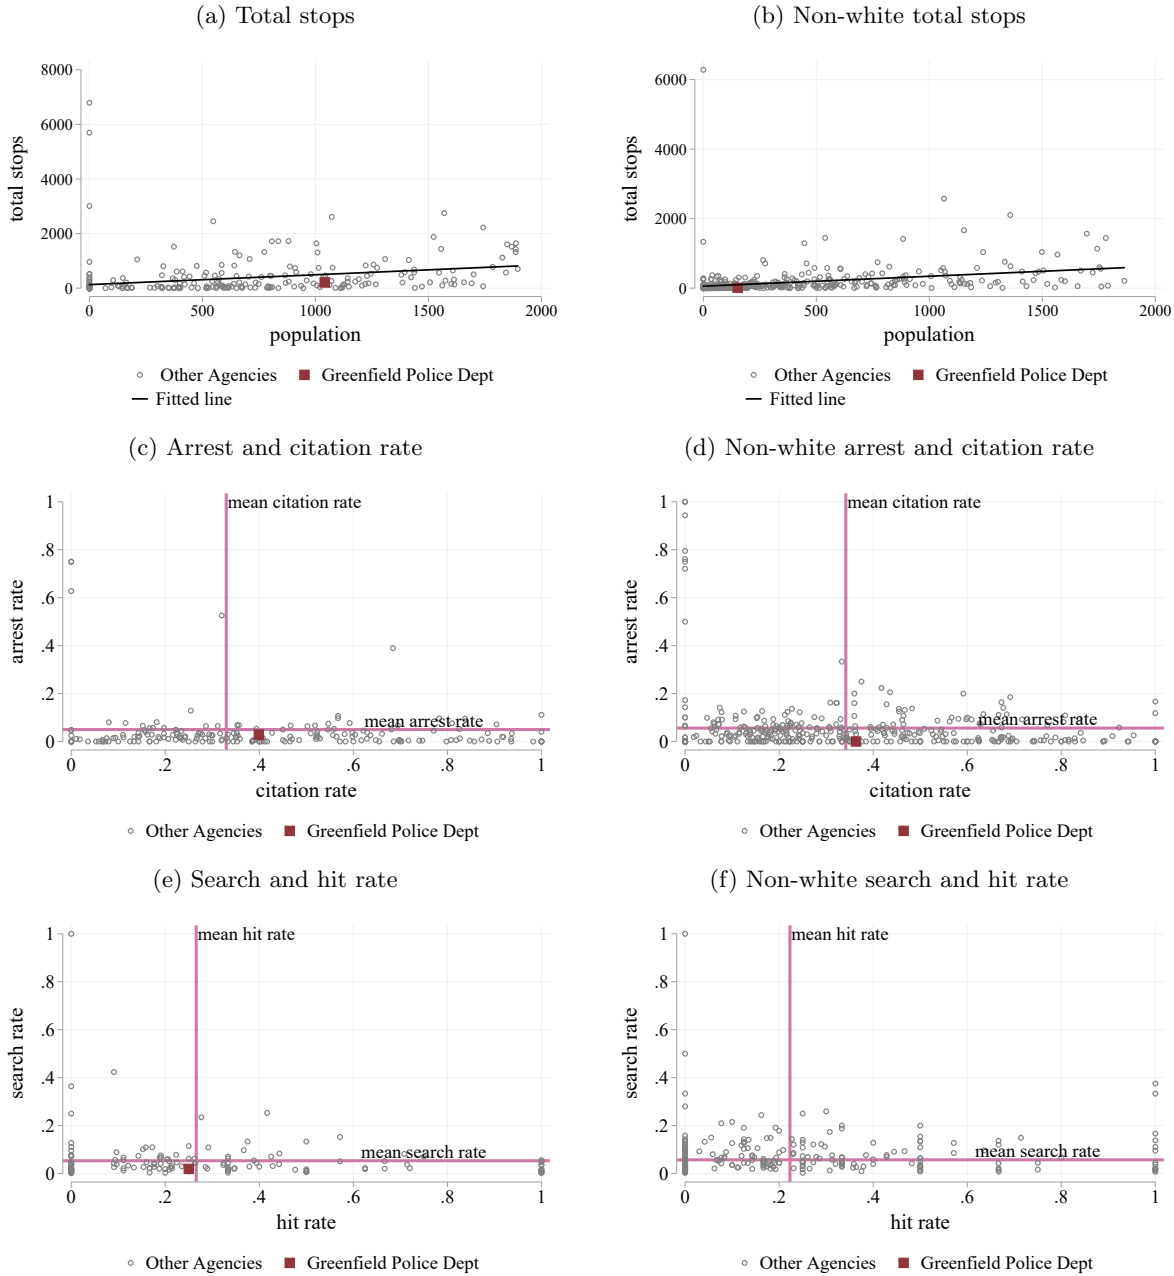 (a) Total stops
(b) Non-white total stops
8000
6000
4000
2000
0
total stops
0 500 1000 1500 2000
population
Other Agencies Greenfield Police Dept
Fitted line
6000
4000
2000
0
total stops
0 500 1000 1500 2000
population
Other Agencies Greenfield Police Dept
Fitted line
(c) Arrest and citation rate
(d) Non-white arrest and citation rate
1
.8
.6
.4
.2
0
arrest rate
mean citation rate
mean arrest rate
0 .2 .4 .6 .8 1
citation rate
Other Agencies Greenfield Police Dept
1
.8
.6
.4
.2
0
arrest rate
mean citation rate
mean arrest rate
0 .2 .4 .6 .8 1
citation rate
Other Agencies Greenfield Police Dept
(e) Search and hit rate
(f) Non-white search and hit rate
1
.8
.6
.4
.2
0
search rate
mean hit rate
mean search rate
0 .2 .4 .6 .8 1
hit rate
Other Agencies Greenfield Police Dept
1
.8
.6
.4
.2
0
search rate
mean hit rate
mean search rate
0 .2 .4 .6 .8 1
hit rate
Other Agencies Greenfield Police Dept